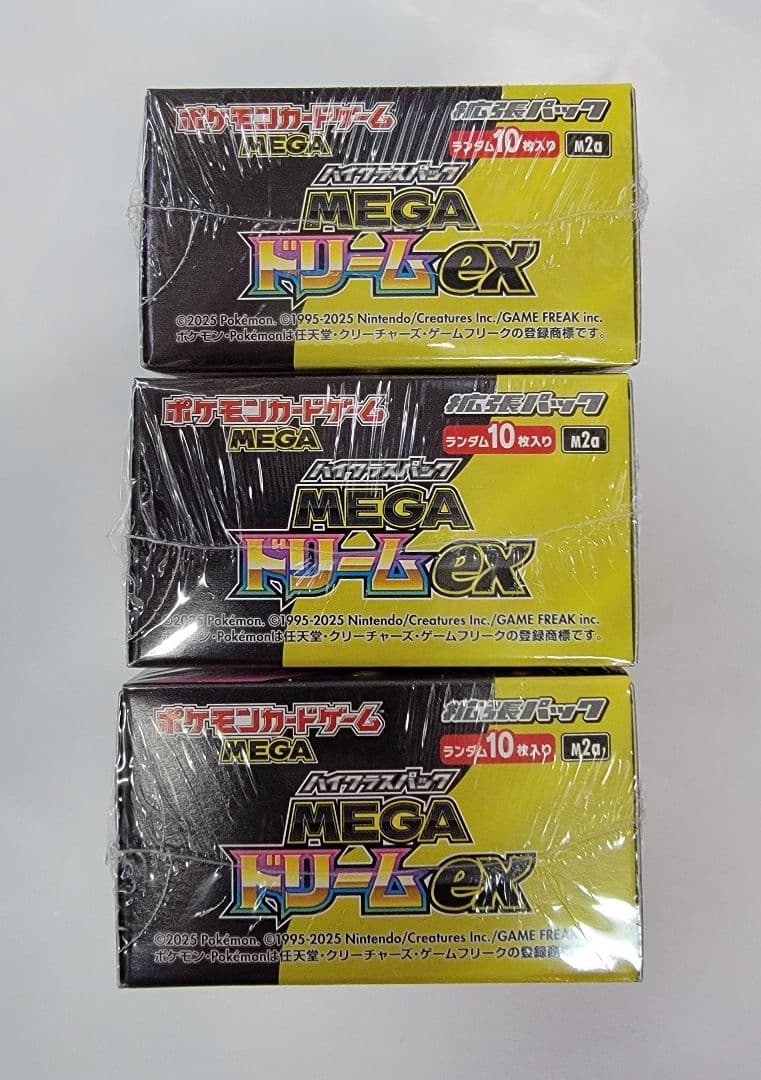 ポケモンカードゲーム
MEGA
拡張パック
ランダム10枚入り M2a
ハイクラスパック
MEGA
ドリームex
©2025 Pokémon. ©1995-2025 Nintendo/Creatures Inc./GAME FREAK inc.
ポケモン・Pokémonは任天堂・クリーチャーズ・ゲームフリークの登録商標です。
ポケモンカードゲーム
MEGA
拡張パック
ランダム10枚入り M2a
ハイクラスパック
MEGA
ドリームex
©2025 Pokémon. ©1995-2025 Nintendo/Creatures Inc./GAME FREAK inc.
ポケモン・Pokémonは任天堂・クリーチャーズ・ゲームフリークの登録商標です。
ポケモンカードゲーム
MEGA
拡張パック
ランダム10枚入り M2a
ハイクラスパック
MEGA
ドリームex
©2025 Pokémon. ©1995-2025 Nintendo/Creatures Inc./GAME FREAK
ポケモン・Pokémonは任天堂・クリーチャーズ・ゲームフリークの登録商標